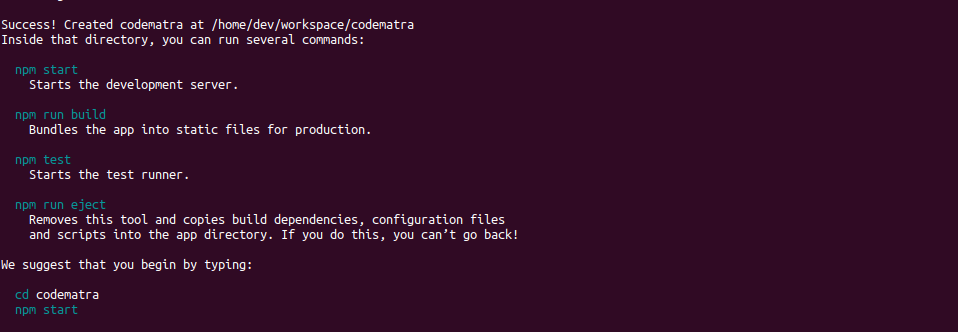 Success! Created codematra at /home/dev/workspace/codematra
Inside that directory, you can run several commands:
npm start
Starts the development server.
npm run build
Bundles the app into static files for production.
npm test
Starts the test runner.
npm run eject
Removes this tool and copies build dependencies, configuration files
and scripts into the app directory. If you do this, you can’t go back!
We suggest that you begin by typing:
cd codematra
npm start